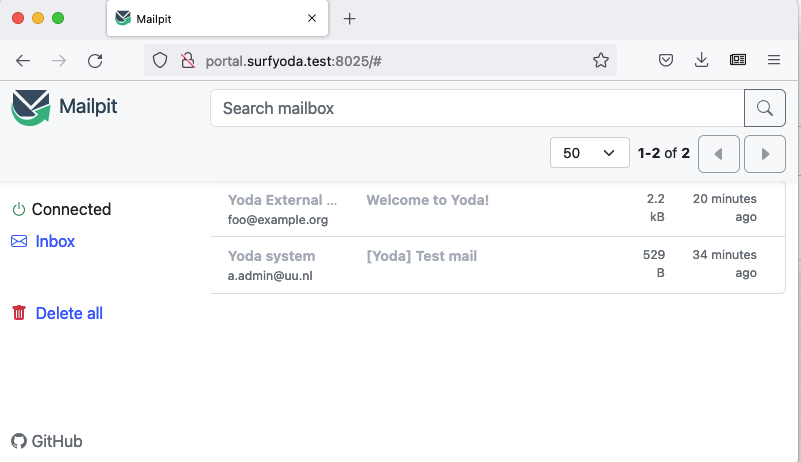 Mailpit
portal.surfyoda.test:8025/#
Mailpit
Search mailbox
50
1-2 of 2
Connected
Inbox
Delete all
Yoda External ...
Welcome to Yoda!
2.2 kB
20 minutes ago
foo@example.org
Yoda system
[Yoda] Test mail
529 B
34 minutes ago
a.admin@uu.nl
GitHub